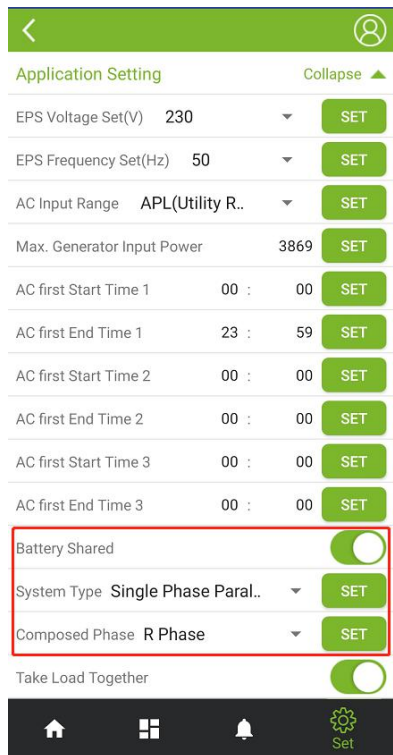 Application Setting Collapse
EPS Voltage Set(V) 230 SET
EPS Frequency Set(Hz) 50 SET
AC Input Range APL(Utility R.. SET
Max. Generator Input Power 3869 SET
AC first Start Time 1 00 : 00 SET
AC first End Time 1 23 : 59 SET
AC first Start Time 2 00 : 00 SET
AC first End Time 2 00 : 00 SET
AC first Start Time 3 00 : 00 SET
AC first End Time 3 00 : 00 SET
Battery Shared
System Type Single Phase Paral.. SET
Composed Phase R Phase SET
Take Load Together
Set